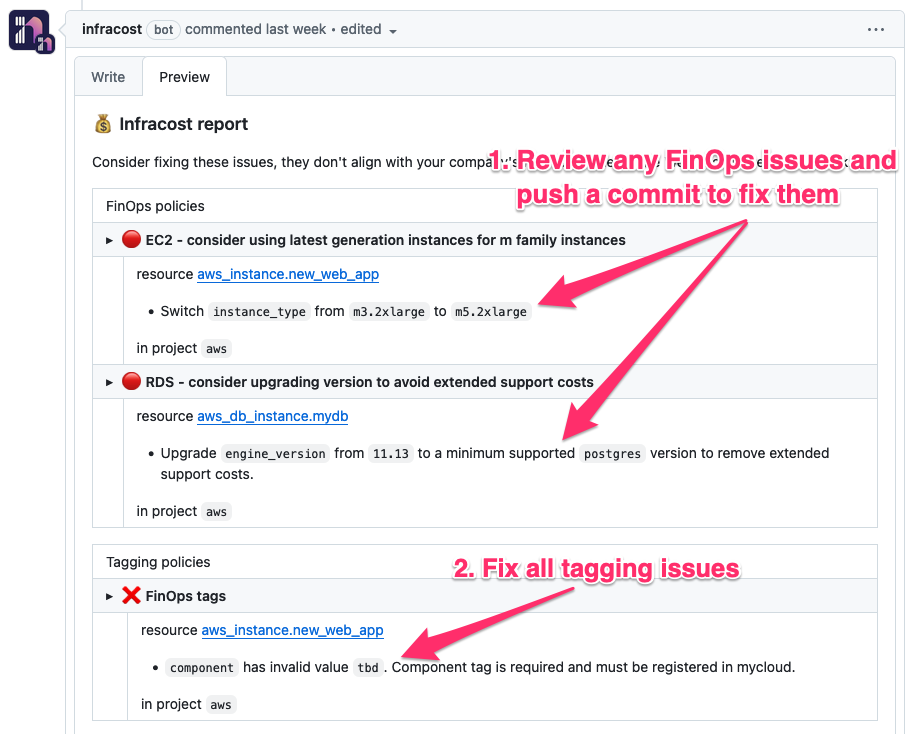 infracost bot commented last week • edited
Write Preview
Infracost report
Consider fixing these issues, they don't align with your company's
1. Review any FinOps issues and
push a commit to fix them
FinOps policies
EC2 - consider using latest generation instances for m family instances
resource aws_instance.new_web_app
• Switch instance_type from m3.2xlarge to m5.2xlarge
in project aws
RDS - consider upgrading version to avoid extended support costs
resource aws_db_instance.mydb
• Upgrade engine_version from 11.13 to a minimum supported postgres version to remove extended
support costs.
in project aws
Tagging policies
2. Fix all tagging issues
FinOps tags
resource aws_instance.new_web_app
• component has invalid value tbd. Component tag is required and must be registered in mycloud.
in project aws